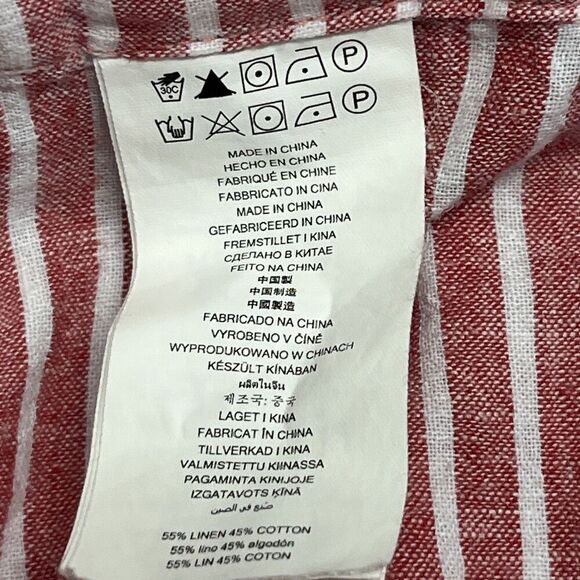 30C P
P
MADE IN CHINA
HECHO EN CHINA
FABRIQUÉ EN CHINE
FABBRICATO IN CINA
MADE IN CHINA
GEFABRICEERD IN CHINA
FREMSTILLET I KINA
СДЕЛАНО В КИТАЕ
FEITO NA CHINA
中国製
中国制造
中國製造
FABRICADO NA CHINA
VYROBENO V ČÍNĚ
WYPRODUKOWANO W CHINACH
KÉSZÜLT KÍNÁBAN
ผลิตในจีน
제조국: 중국
LAGET I KINA
FABRICAT ÎN CHINA
TILLVERKAD I KINA
VALMISTETTU KIINASSA
PAGAMINTA KINIJOJE
IZGATAVOTS ĶĪNĀ
صنع في الصين
55% LINEN 45% COTTON
55% lino 45% algodón
55% LIN 45% COTON